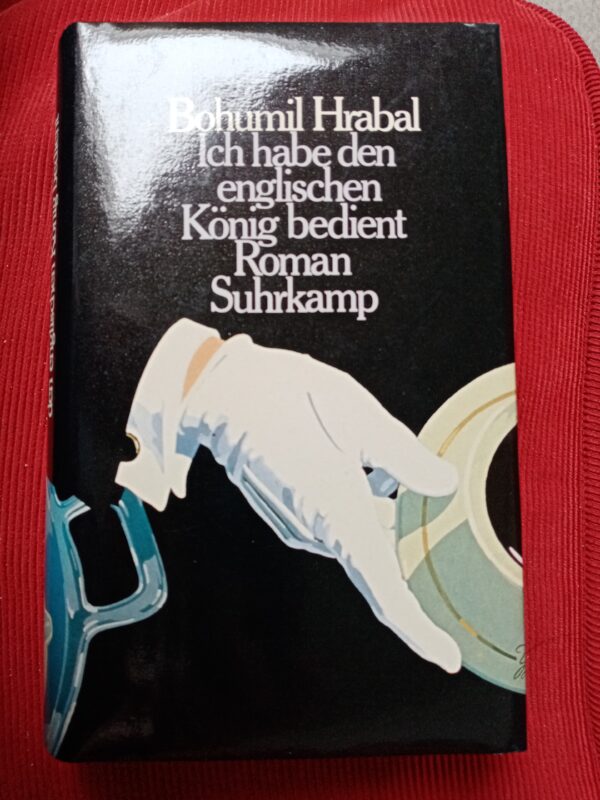 Bohumil Hrabal
Ich habe den
englischen
König bedient
Roman
Suhrkamp